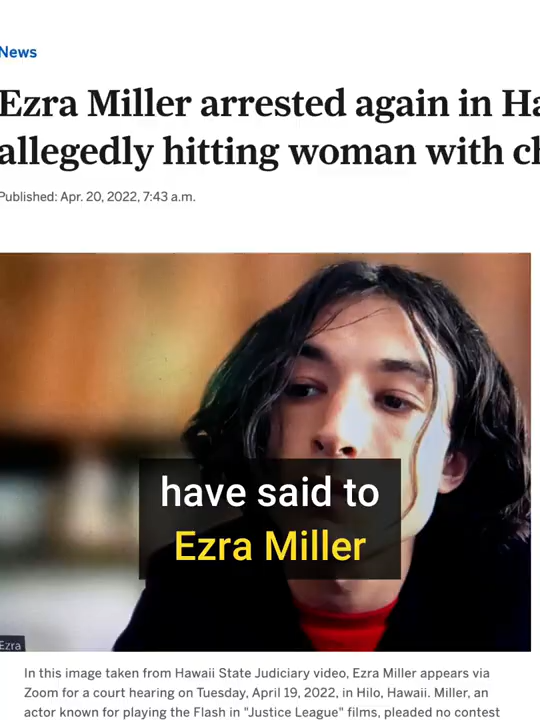 News
Ezra Miller arrested again in Ha
allegedly hitting woman with ch
Published: Apr. 20, 2022, 7:43 a.m.
have said to
Ezra Miller
Ezra
In this image taken from Hawaii State Judiciary video, Ezra Miller appears via
Zoom for a court hearing on Tuesday, April 19, 2022, in Hilo, Hawaii. Miller, an
actor known for playing the Flash in "Justice League" films, pleaded no contest